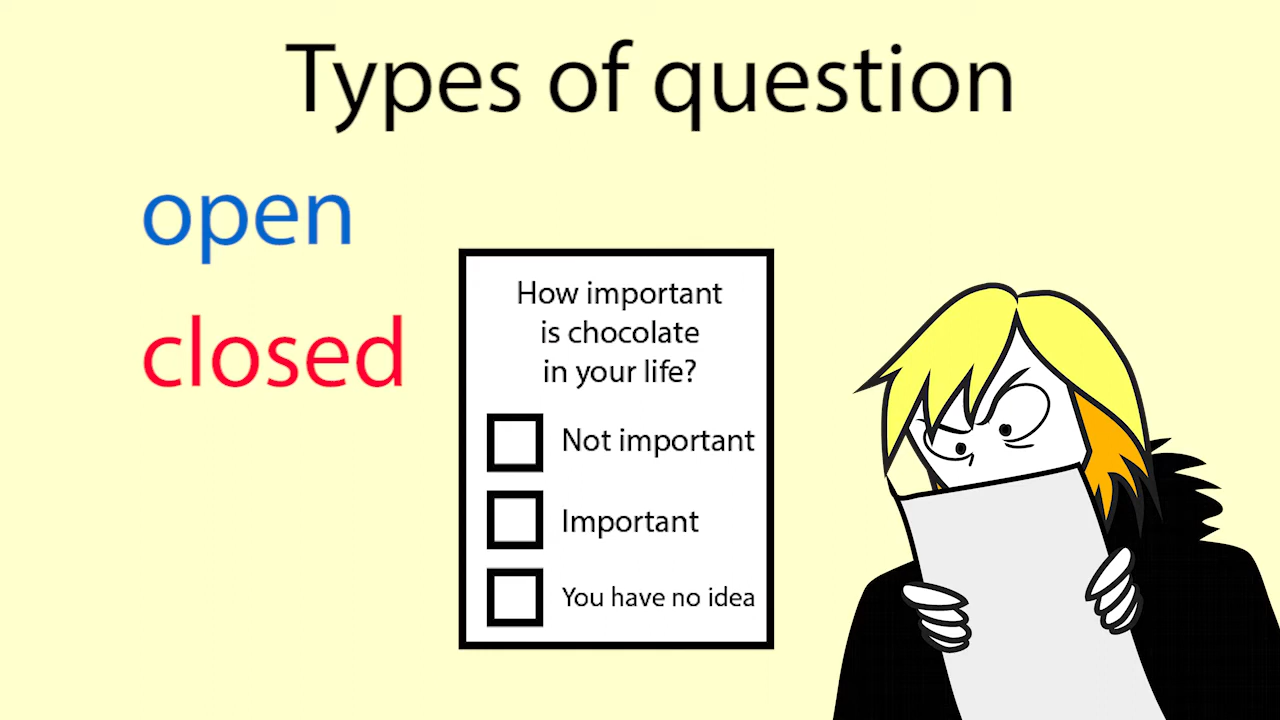 Types of question
open
closed
How important
is chocolate
in your life?
Not important
Important
You have no idea